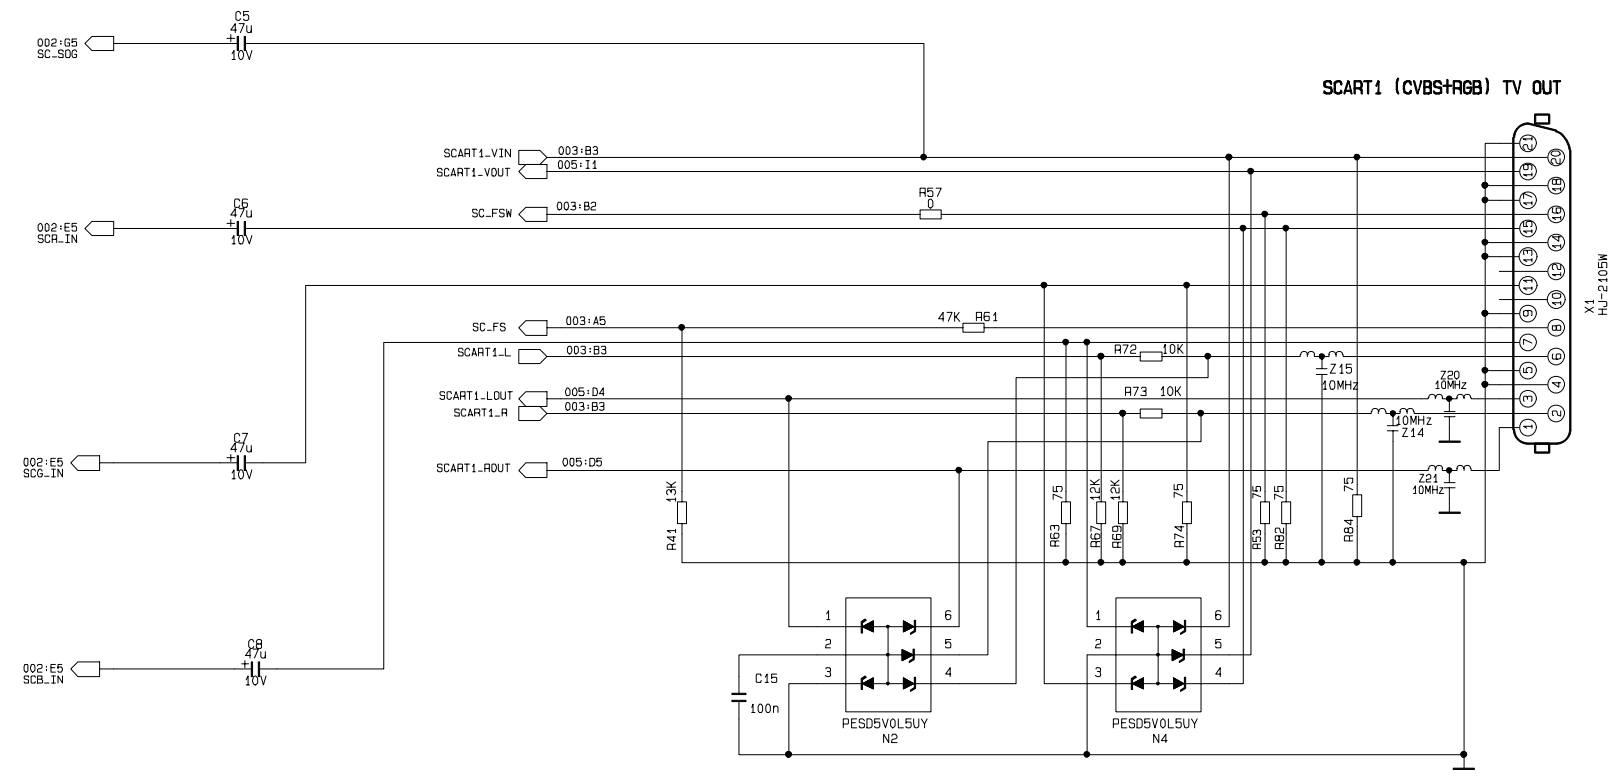 C5
47u
+
10V
002:G5
SC_SOG
SCART1 (CVBS+RGB) TV OUT
SCART1_VIN 003:B3
SCART1_VOUT 005:I1
R57
0
SC_FSW 003:B2
C6
47u
+
10V
002:E5
SCR_IN
SC_FS 003:A5
47K R61
SCART1_L 003:B3
R72 10K
SCART1_LOUT 005:D4
SCART1_R 003:B3
R73 10K
SCART1_ROUT 005:D5
C7
47u
+
10V
002:E5
SCG_IN
Z15
10MHz
Z20
10MHz
10MHz
Z14
Z21
10MHz
21
20
19
18
17
16
15
14
13
12
11
10
9
8
7
6
5
4
3
2
1
X1
HJ-2105W
R41 13K
R63 75
R67 12K
R69 12K
R74 75
R53 75
R82 75
R84 75
C8
47u
+
10V
002:E5
SCB_IN
C15
100n
1 6
2 5
3 4
PESD5V0L5UY
N2
1 6
2 5
3 4
PESD5V0L5UY
N4